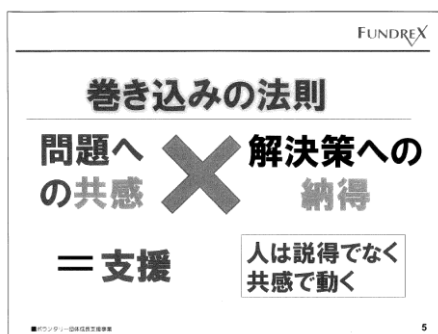 FUNDREX
巻き込みの法則
問題へ
の共感
解決策への
納得
＝支援
人は説得でなく
共感で動く
5